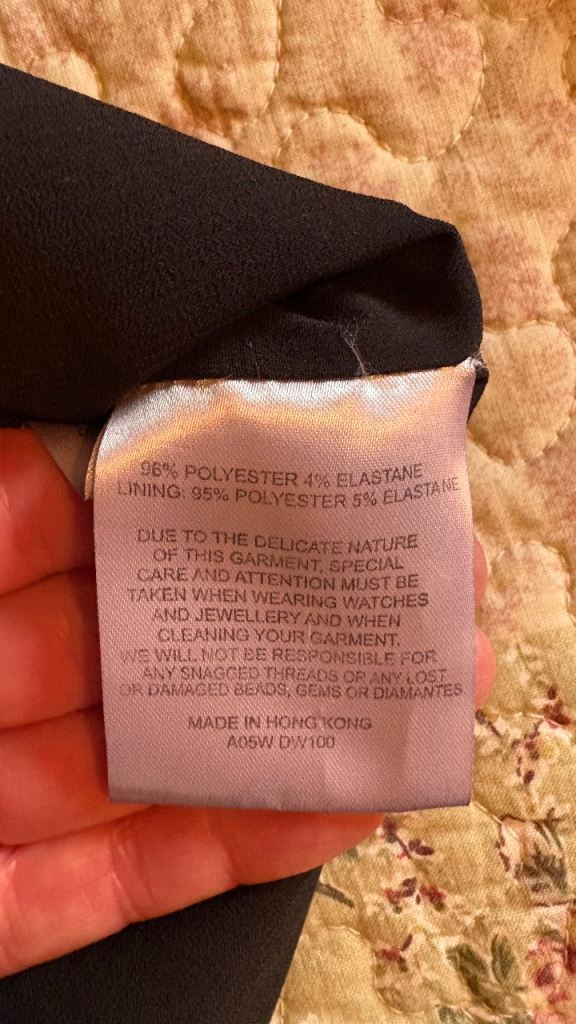 96% POLYESTER 4% ELASTANE
LINING: 95% POLYESTER 5% ELASTANE
DUE TO THE DELICATE NATURE
OF THIS GARMENT, SPECIAL
CARE AND ATTENTION MUST BE
TAKEN WHEN WEARING WATCHES
AND JEWELLERY AND WHEN
CLEANING YOUR GARMENT.
WE WILL NOT BE RESPONSIBLE FOR
ANY SNAGGED THREADS OR ANY LOST
OR DAMAGED BEADS, GEMS OR DIAMANTES
MADE IN HONG KONG
A05W DW100